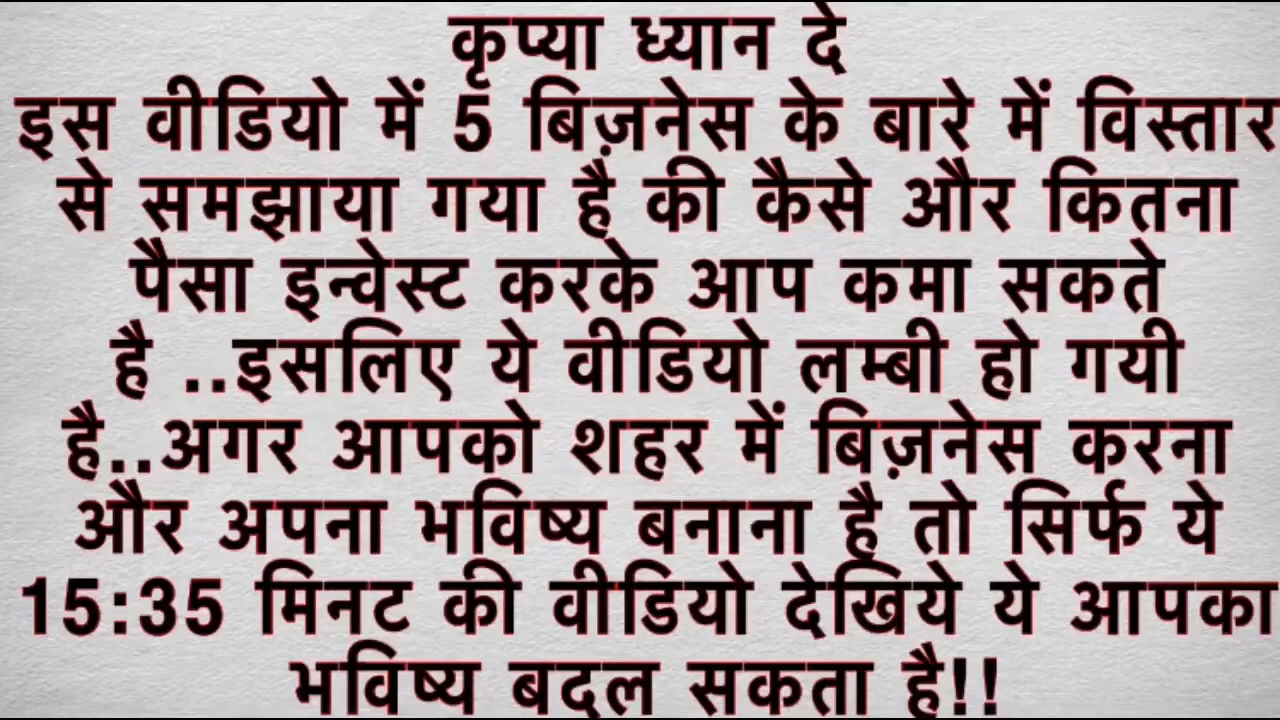 कृप्या ध्यान दे
इस वीडियो में 5 बिज़नेस के बारे में विस्तार
से समझाया गया है की कैसे और कितना
पैसा इन्वेस्ट करके आप कमा सकते
है ..इसलिए ये वीडियो लम्बी हो गयी
है..अगर आपको शहर में बिज़नेस करना
और अपना भविष्य बनाना है तो सिर्फ ये
15:35 मिनट की वीडियो देखिये ये आपका
भविष्य बदल सकता है!!